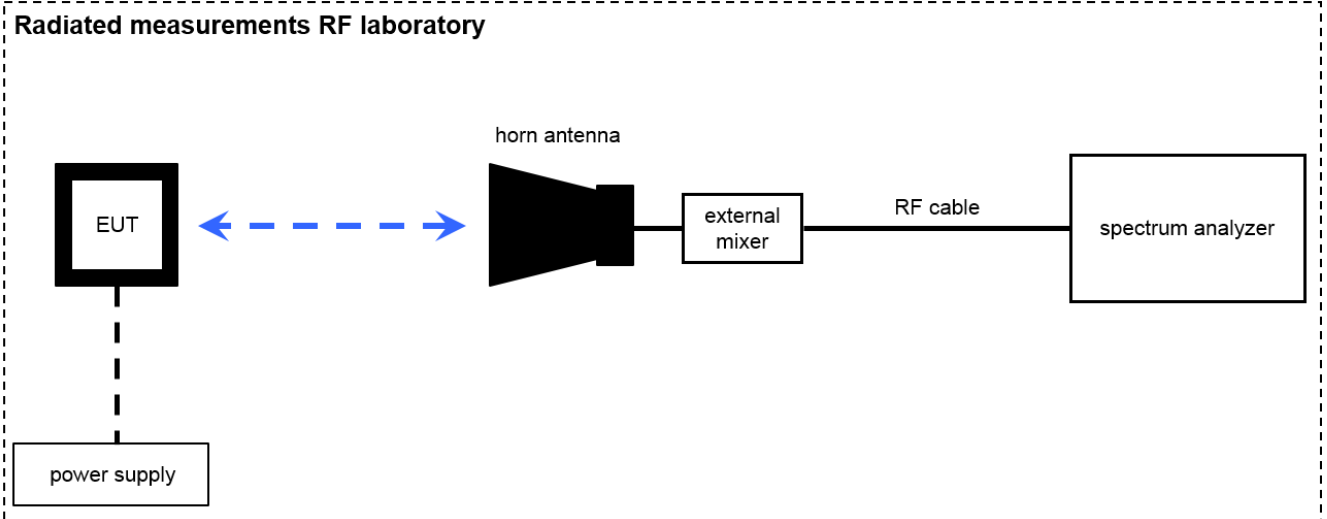 Radiated measurements RF laboratory
horn antenna
EUT
external
mixer
RF cable
spectrum analyzer
power supply